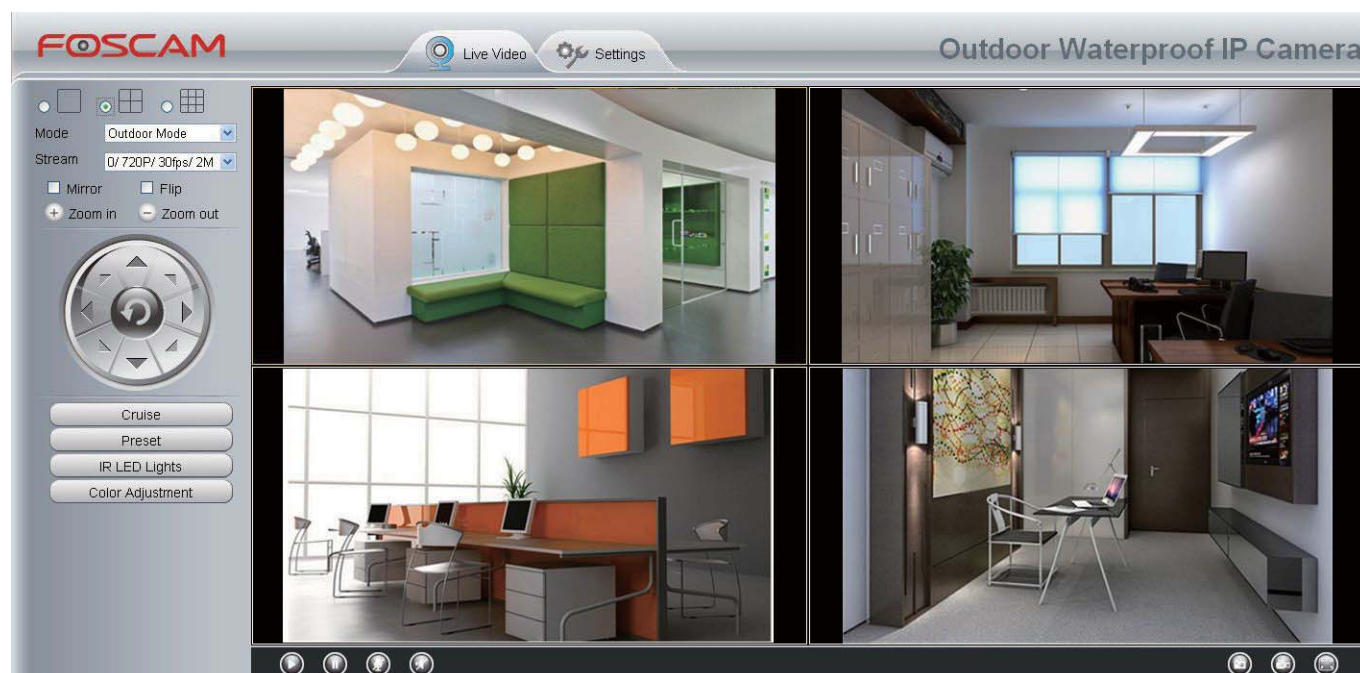 FOSCAM
Live Video
Settings
Outdoor Waterproof IP Camera
Mode
Outdoor Mode
Stream
0/ 720P/ 30fps/ 2M
Mirror
Flip
Zoom in
Zoom out
Cruise
Preset
IR LED Lights
Color Adjustment